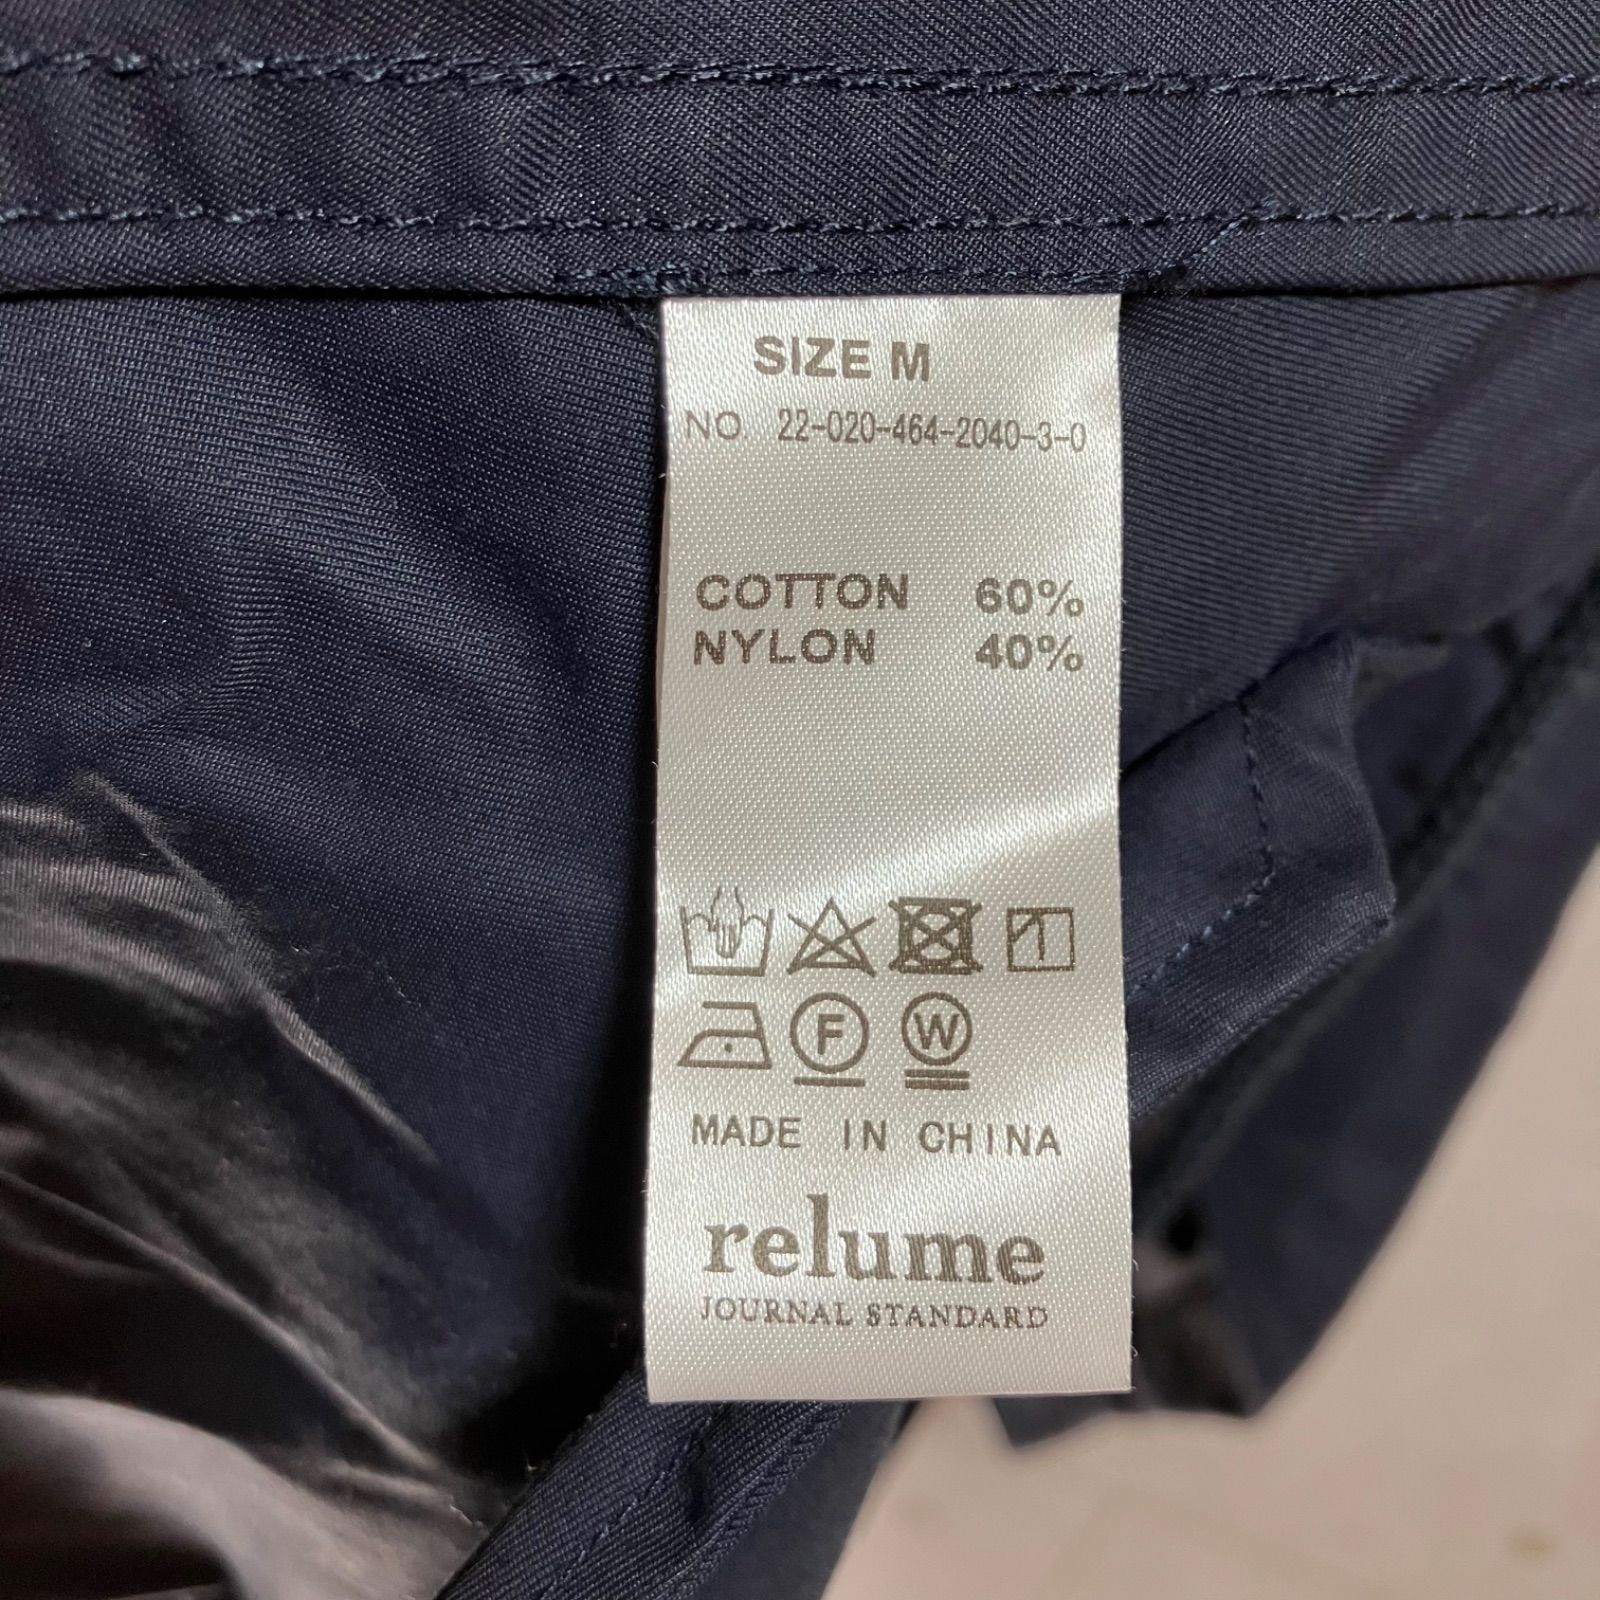 SIZE M
NO. 22-020-464-2040-3-0
COTTON 60%
NYLON 40%
F W
MADE IN CHINA
relume
JOURNAL STANDARD